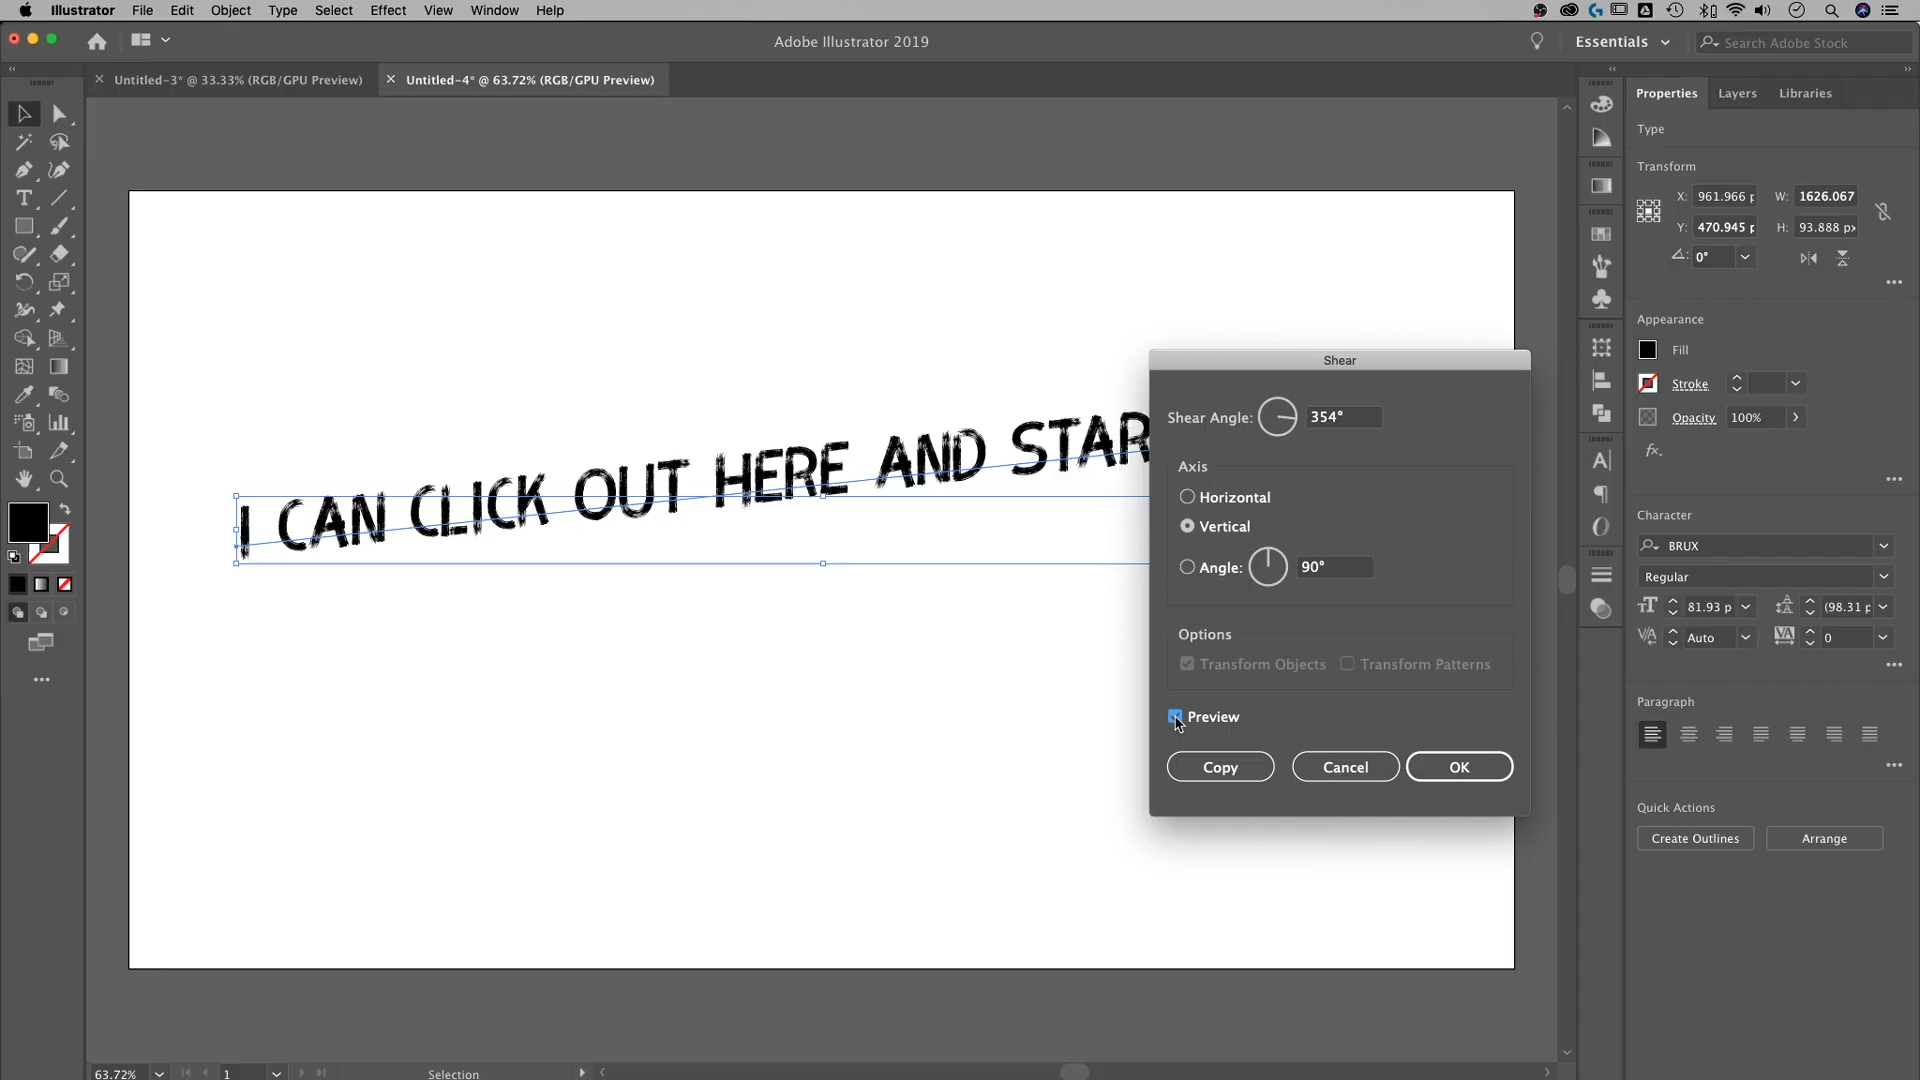 Illustrator File Edit Object Type Select Effect View Window Help
Adobe Illustrator 2019
Essentials
Search Adobe Stock
Untitled-3* @ 33.33% (RGB/GPU Preview)
Untitled-4* @ 63.72% (RGB/GPU Preview)
Properties Layers Libraries
Type
Transform
X: 961.966 p W: 1626.067
Y: 470.945 p H: 93.888 px
0°
Appearance
Fill
Stroke
Opacity 100%
fx.
Character
BRUX
Regular
81.93 p (98.31 p
Auto 0
Paragraph
Quick Actions
Create Outlines Arrange
I CAN CLICK OUT HERE AND STAR
Shear
Shear Angle: 354°
Axis
Horizontal
Vertical
Angle: 90°
Options
Transform Objects Transform Patterns
Preview
Copy Cancel OK
63.72% 1 Selection